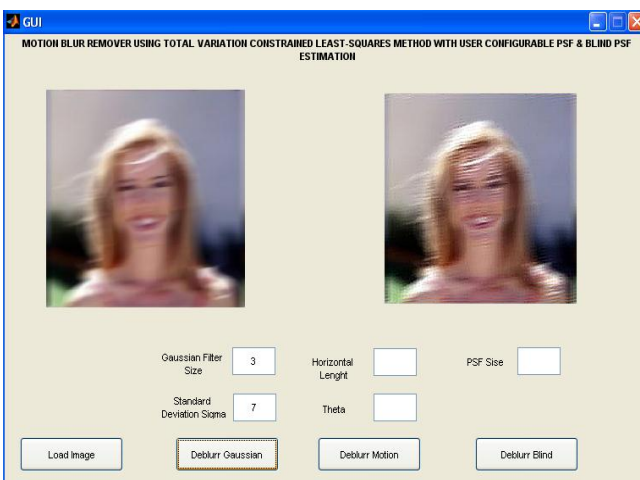 GUI
MOTION BLUR REMOVER USING TOTAL VARIATION CONSTRAINED LEAST-SQUARES METHOD WITH USER CONFIGURABLE PSF & BLIND PSF
ESTIMATION
Gaussian Filter
Size
3
Horizontal
Lenght
PSF Sise
Standard
Deviation Sigma
7
Theta
Load Image
Deblurr Gaussian
Deblurr Motion
Deblurr Blind